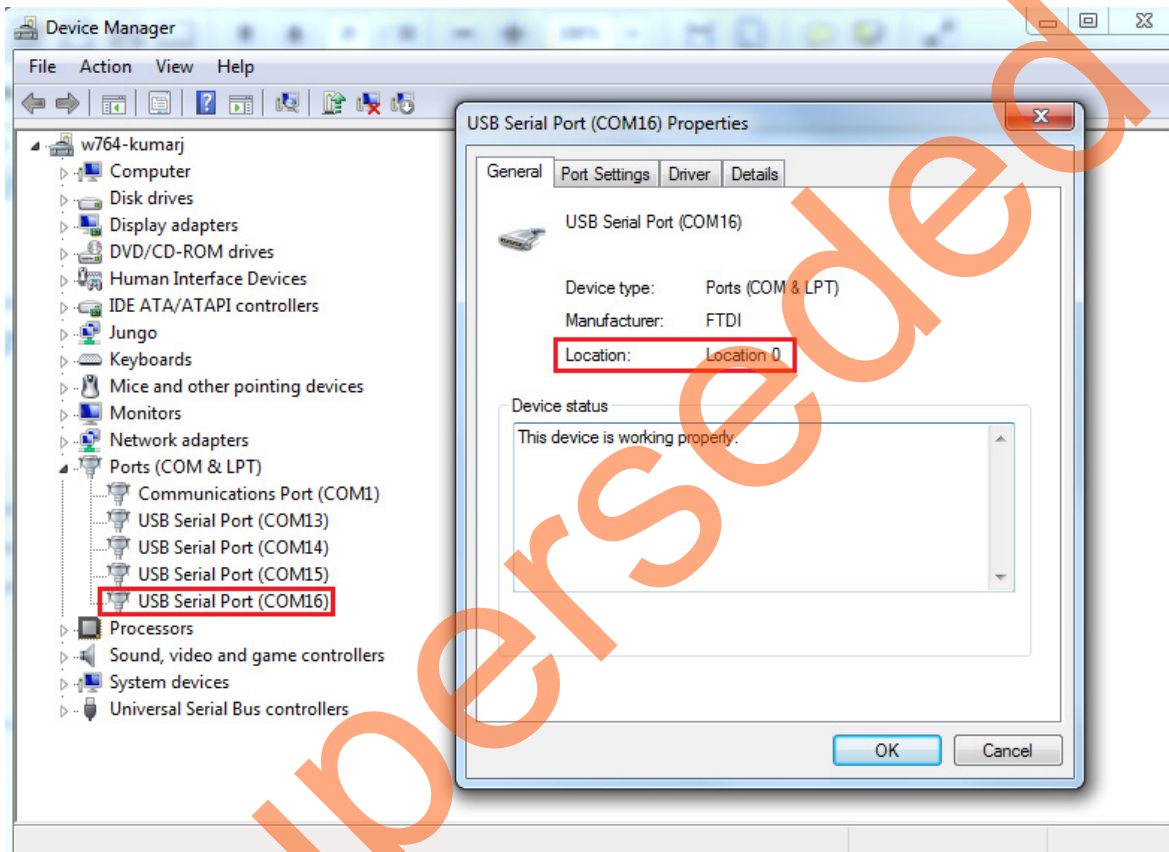 Device Manager
File Action View Help
w764-kumarj
Computer
Disk drives
Display adapters
DVD/CD-ROM drives
Human Interface Devices
IDE ATA/ATAPI controllers
Jungo
Keyboards
Mice and other pointing devices
Monitors
Network adapters
Ports (COM & LPT)
Communications Port (COM1)
USB Serial Port (COM13)
USB Serial Port (COM14)
USB Serial Port (COM15)
USB Serial Port (COM16)
Processors
Sound, video and game controllers
System devices
Universal Serial Bus controllers
USB Serial Port (COM16) Properties
General Port Settings Driver Details
USB Serial Port (COM16)
Device type: Ports (COM & LPT)
Manufacturer: FTDI
Location: Location 0
Device status
This device is working properly.
OK Cancel
perseded